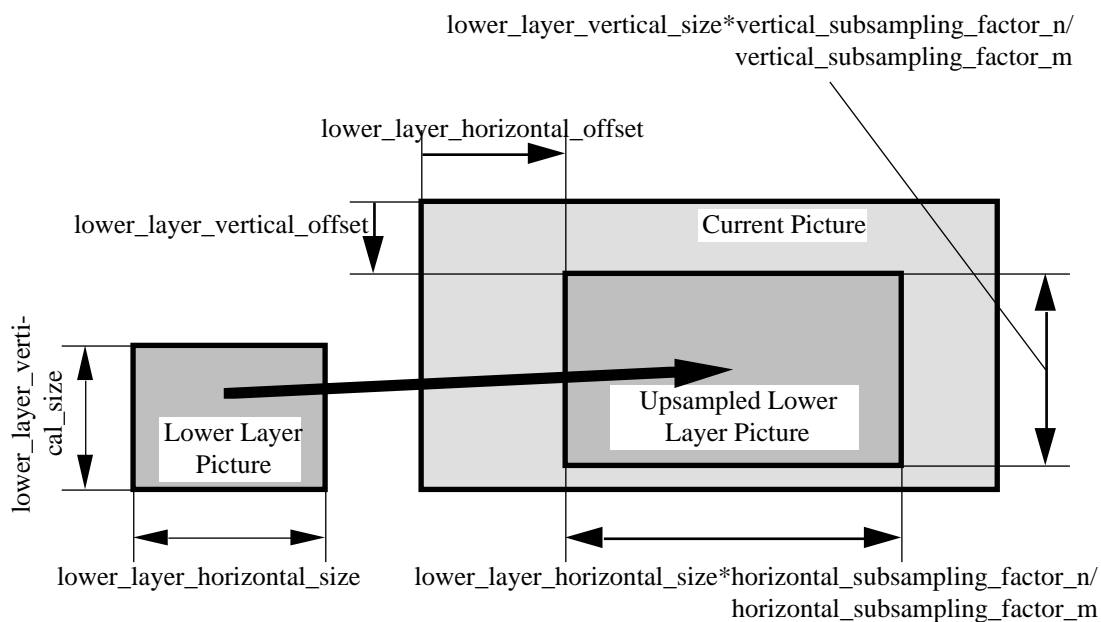 lower_layer_vertical_size*vertical_subsampling_factor_n/
vertical_subsampling_factor_m
lower_layer_horizontal_offset
lower_layer_vertical_offset
Current Picture
lower_layer_verti-
cal_size
Lower Layer
Picture
Upsampled Lower
Layer Picture
lower_layer_horizontal_size
lower_layer_horizontal_size*horizontal_subsampling_factor_n/
horizontal_subsampling_factor_m